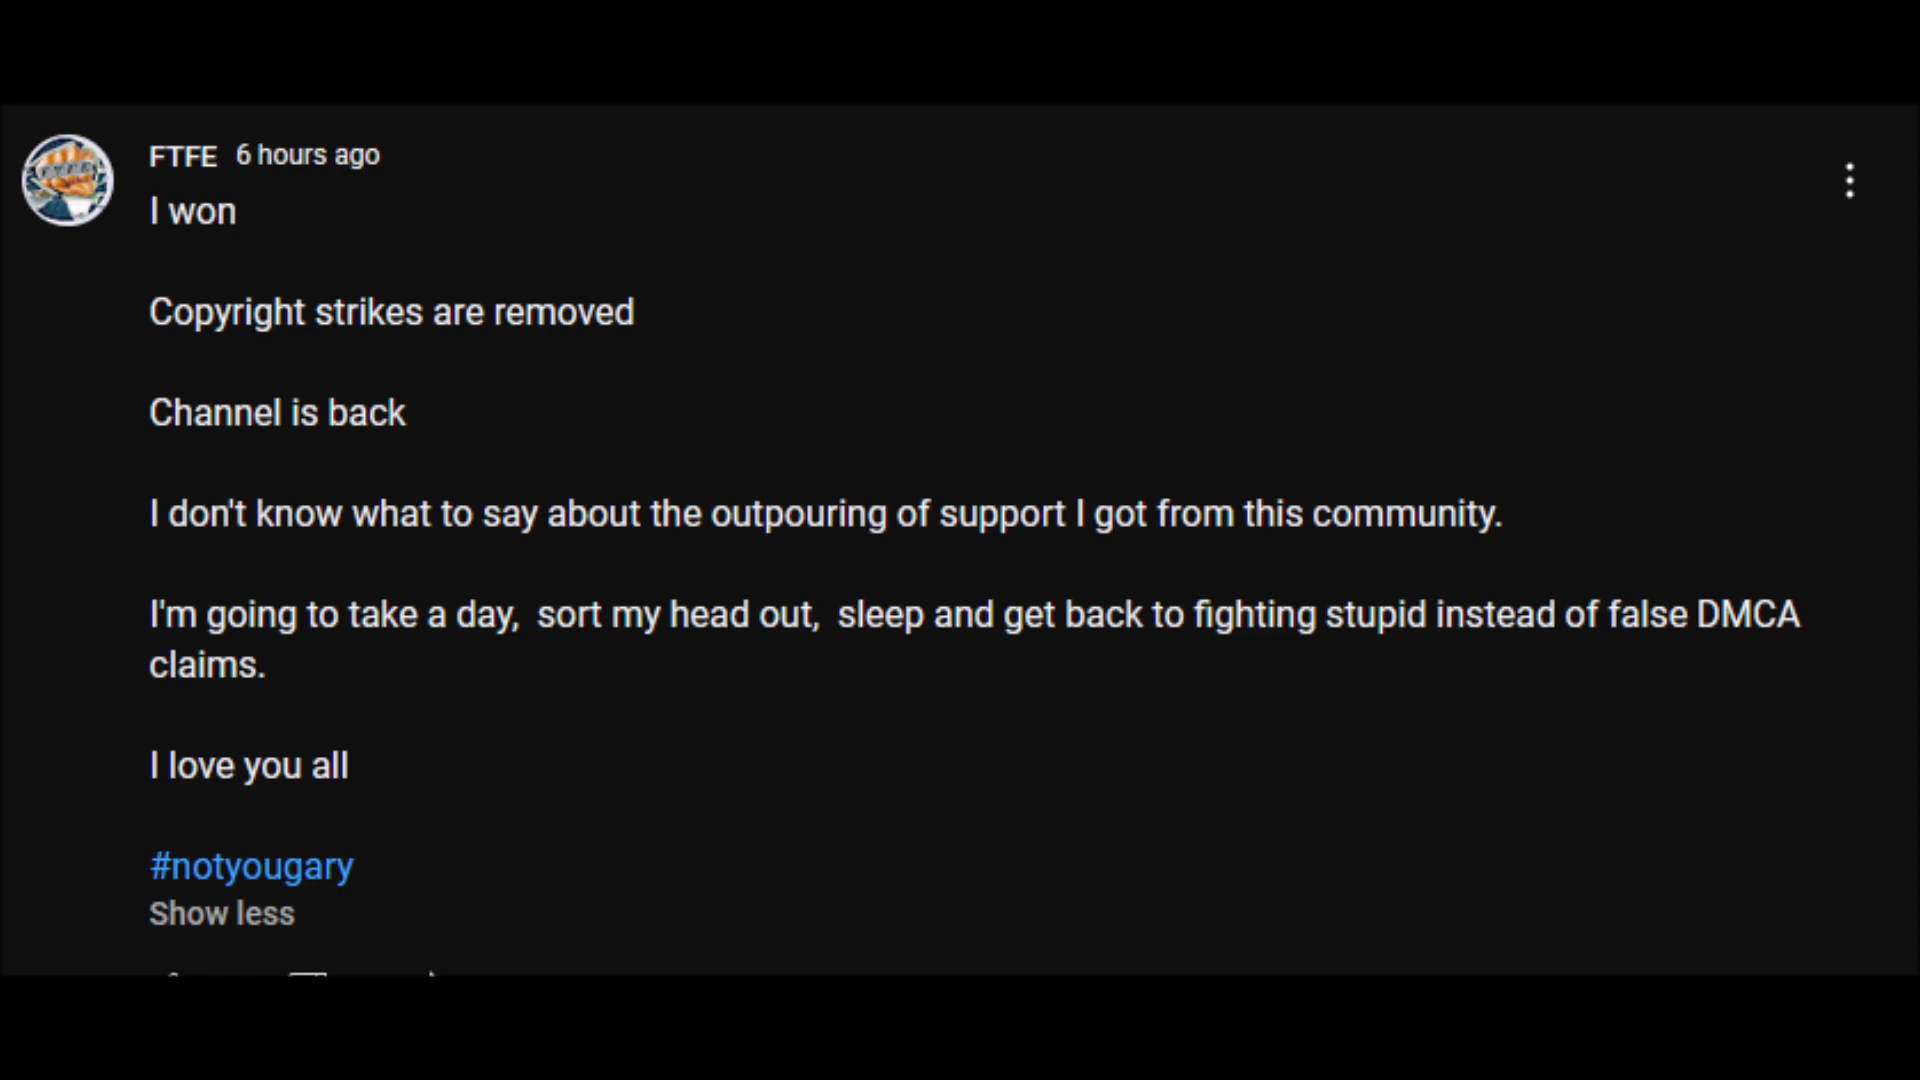 FTFE 6 hours ago
I won
Copyright strikes are removed
Channel is back
I don't know what to say about the outpouring of support I got from this community.
I'm going to take a day,  sort my head out,  sleep and get back to fighting stupid instead of false DMCA
claims.
I love you all
#notyougary
Show less